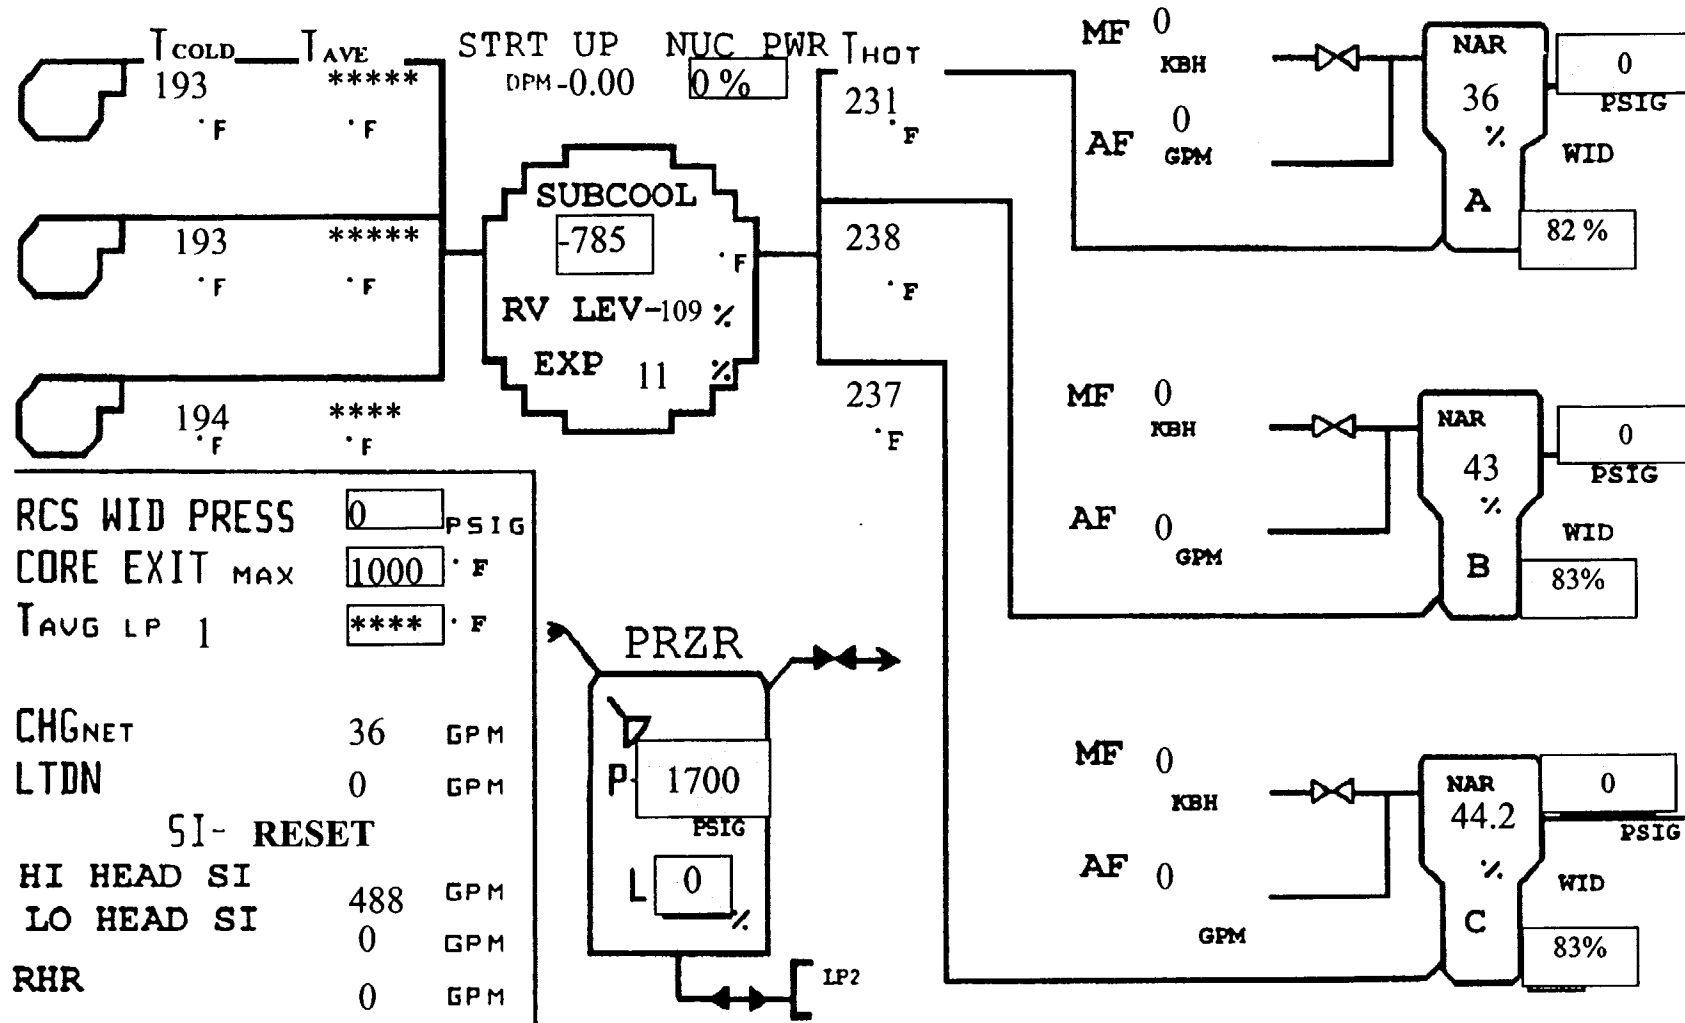 TCOLD TAVE STRT UP NUC PWR THOT
193 ***** DPM -0.00 0 % 231
°F °F °F
193 ***** 238
°F °F °F
194 **** 237
°F °F °F
SUBCOOL
-785 °F
RV LEV -109 %
EXP 11 %
RCS WID PRESS 0 PSIG
CORE EXIT MAX 1000 °F
TAVG LP 1 **** °F
CHGNET 36 GPM
LTDN 0 GPM
SI- RESET
HI HEAD SI 488 GPM
LO HEAD SI 0 GPM
RHR 0 GPM
PRZR
P 1700
PSIG
L 0 %
LP2
MF 0 KBH
AF 0 GPM
NAR
36
%
A
0
PSIG
WID
82 %
MF 0 KBH
AF 0 GPM
NAR
43
%
B
0
PSIG
WID
83%
MF 0 KBH
AF 0 GPM
NAR
44.2
%
C
0
PSIG
WID
83%